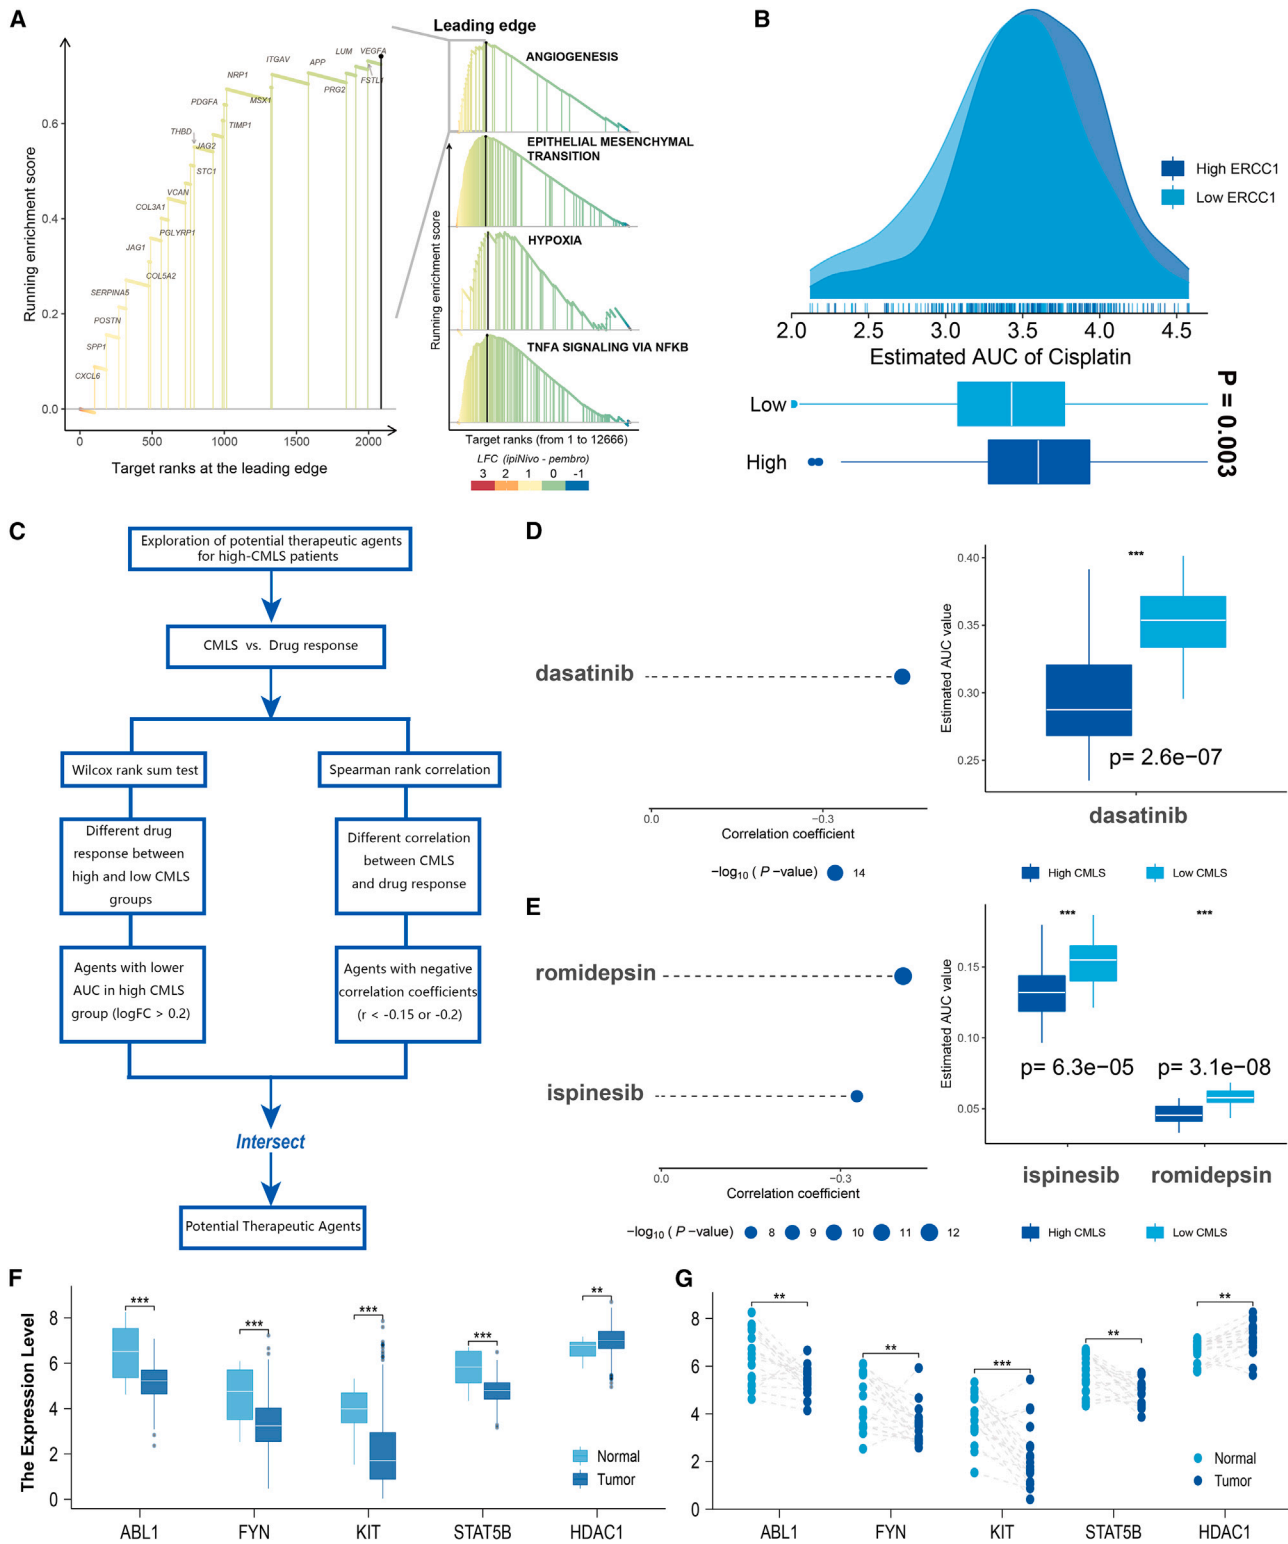 A
Running enrichment score
0.6
0.4
0.2
0.0
0
500
1000
1500
2000
Target ranks at the leading edge
CXCL6
SPP1
POSTN
SERPINA5
COL5A2
JAG1
PGLYRP1
COL3A1
VCAN
STC1
JAG2
THBD
TIMP1
PDGFA
MSX1
NRP1
ITGAV
APP
PRG2
LUM
FSTL1
VEGFA
Leading edge
ANGIOGENESIS
EPITHELIAL MESENCHYMAL
TRANSITION
HYPOXIA
TNFA SIGNALING VIA NFKB
Running enrichment score
Target ranks (from 1 to 12666)
LFC (ipiNivo - pembro)
3 2 1 0 -1
B
High ERCC1
Low ERCC1
2.0 2.5 3.0 3.5 4.0 4.5
Estimated AUC of Cisplatin
Low
High
P = 0.003
C
Exploration of potential therapeutic agents
for high-CMLS patients
CMLS vs. Drug response
Wilcox rank sum test
Spearman rank correlation
Different drug
response between
high and low CMLS
groups
Different correlation
between CMLS
and drug response
Agents with lower
AUC in high CMLS
group (logFC > 0.2)
Agents with negative
correlation coefficients
(r < -0.15 or -0.2)
Intersect
Potential Therapeutic Agents
D
dasatinib
0.0
−0.3
Correlation coefficient
−log10 ( P −value)
14
Estimated AUC value
0.40
0.35
0.30
0.25
***
p= 2.6e−07
dasatinib
High CMLS
Low CMLS
E
romidepsin
ispinesib
0.0
−0.3
Correlation coefficient
−log10 ( P −value)
8 9 10 11 12
Estimated AUC value
0.15
0.10
0.05
***
***
p= 6.3e−05
p= 3.1e−08
ispinesib
romidepsin
High CMLS
Low CMLS
F
The Expression Level
8
6
4
2
0
***
***
***
***
**
Normal
Tumor
ABL1
FYN
KIT
STAT5B
HDAC1
G
8
6
4
2
0
**
**
***
**
**
Normal
Tumor
ABL1
FYN
KIT
STAT5B
HDAC1